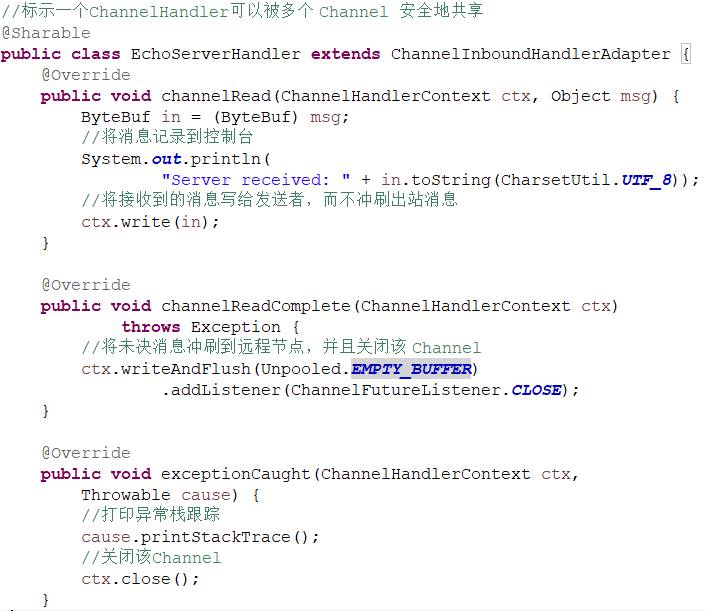 //标示一个ChannelHandler可以被多个 Channel 安全地共享
@Sharable
public class EchoServerHandler extends ChannelInboundHandlerAdapter {
    @Override
    public void channelRead(ChannelHandlerContext ctx, Object msg) {
        ByteBuf in = (ByteBuf) msg;
        //将消息记录到控制台
        System.out.println(
                "Server received: " + in.toString(CharsetUtil.UTF_8));
        //将接收到的消息写给发送者，而不冲刷出站消息
        ctx.write(in);
    }

    @Override
    public void channelReadComplete(ChannelHandlerContext ctx)
            throws Exception {
        //将未决消息冲刷到远程节点，并且关闭该 Channel
        ctx.writeAndFlush(Unpooled.EMPTY_BUFFER)
                .addListener(ChannelFutureListener.CLOSE);
    }

    @Override
    public void exceptionCaught(ChannelHandlerContext ctx,
        Throwable cause) {
        //打印异常栈跟踪
        cause.printStackTrace();
        //关闭该Channel
        ctx.close();
    }